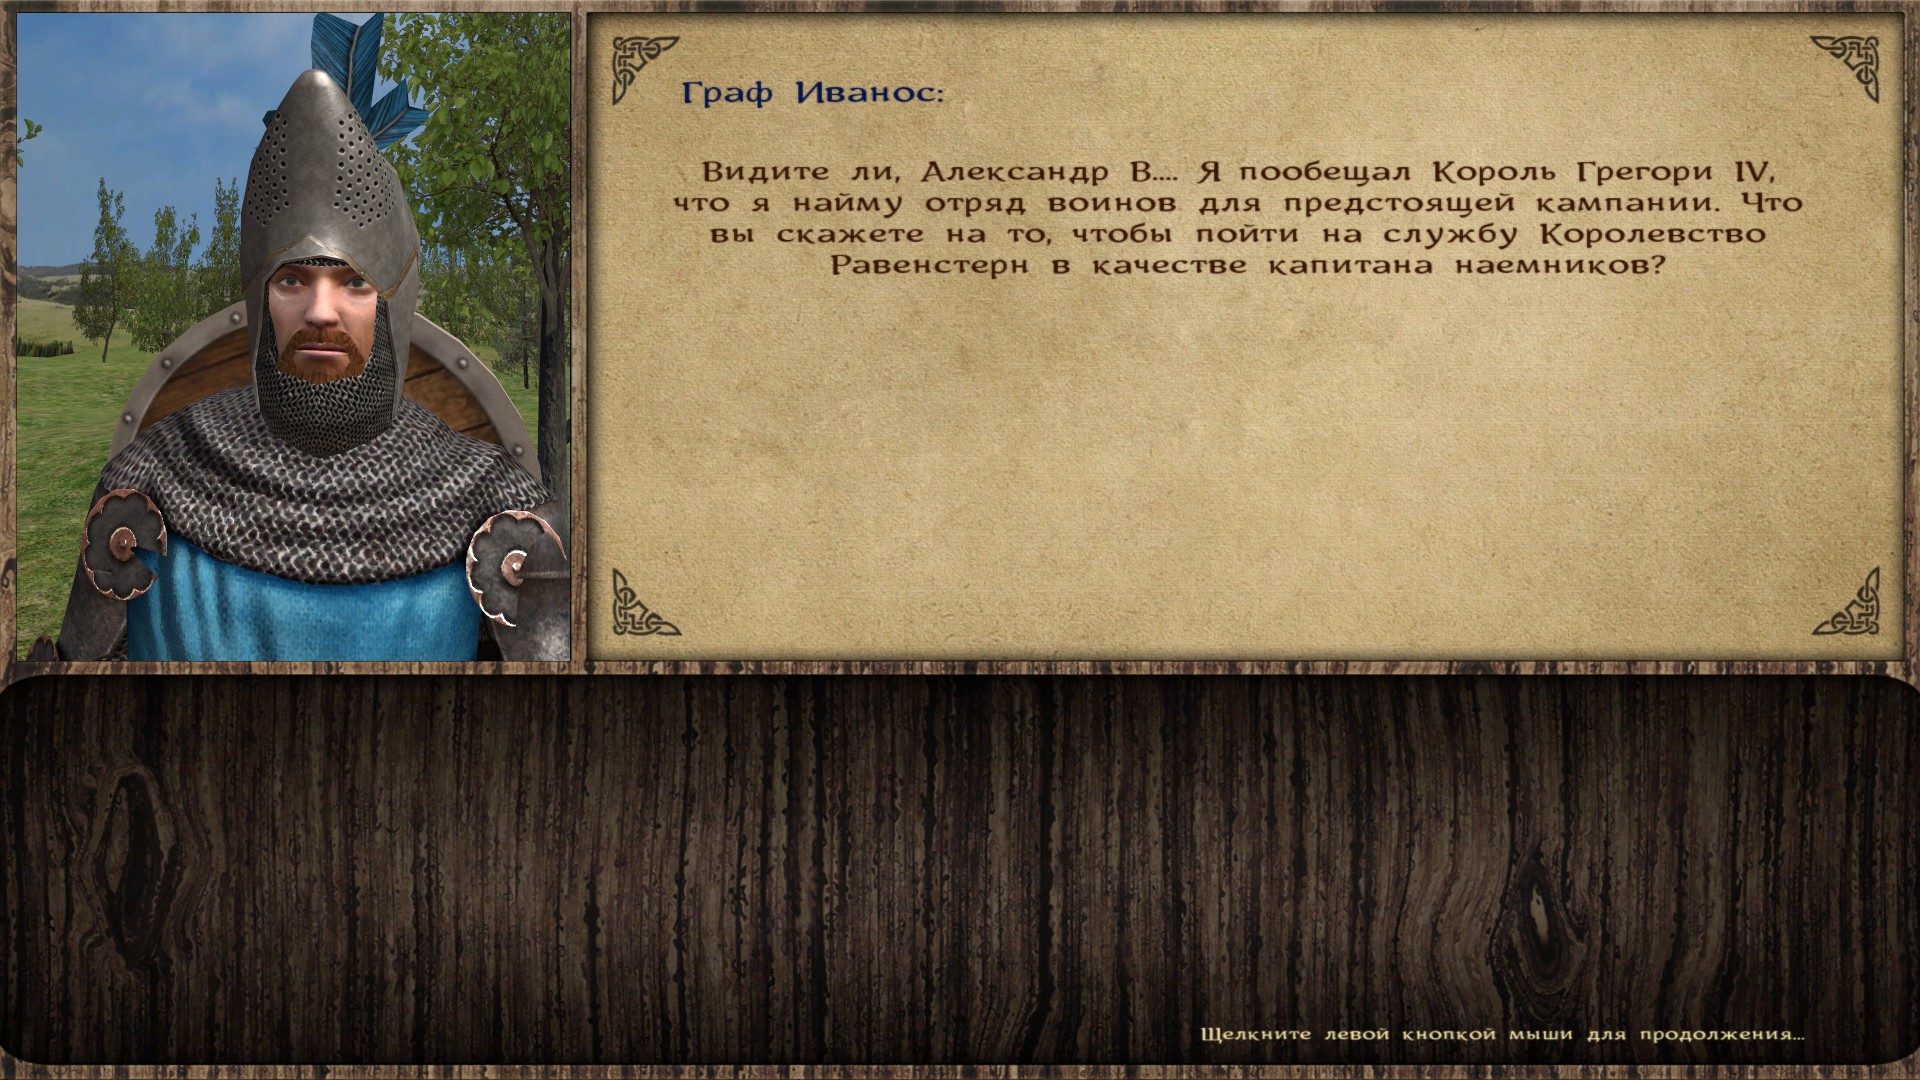 Граф Иванос:
Видите ли, Александр В.... Я пообещал Король Грегори IV,
что я найму отряд воинов для предстоящей кампании. Что
вы скажете на то, чтобы пойти на службу Королевство
Равенстерн в качестве капитана наемников?
Щелкните левой кнопкой мыши для продолжения...